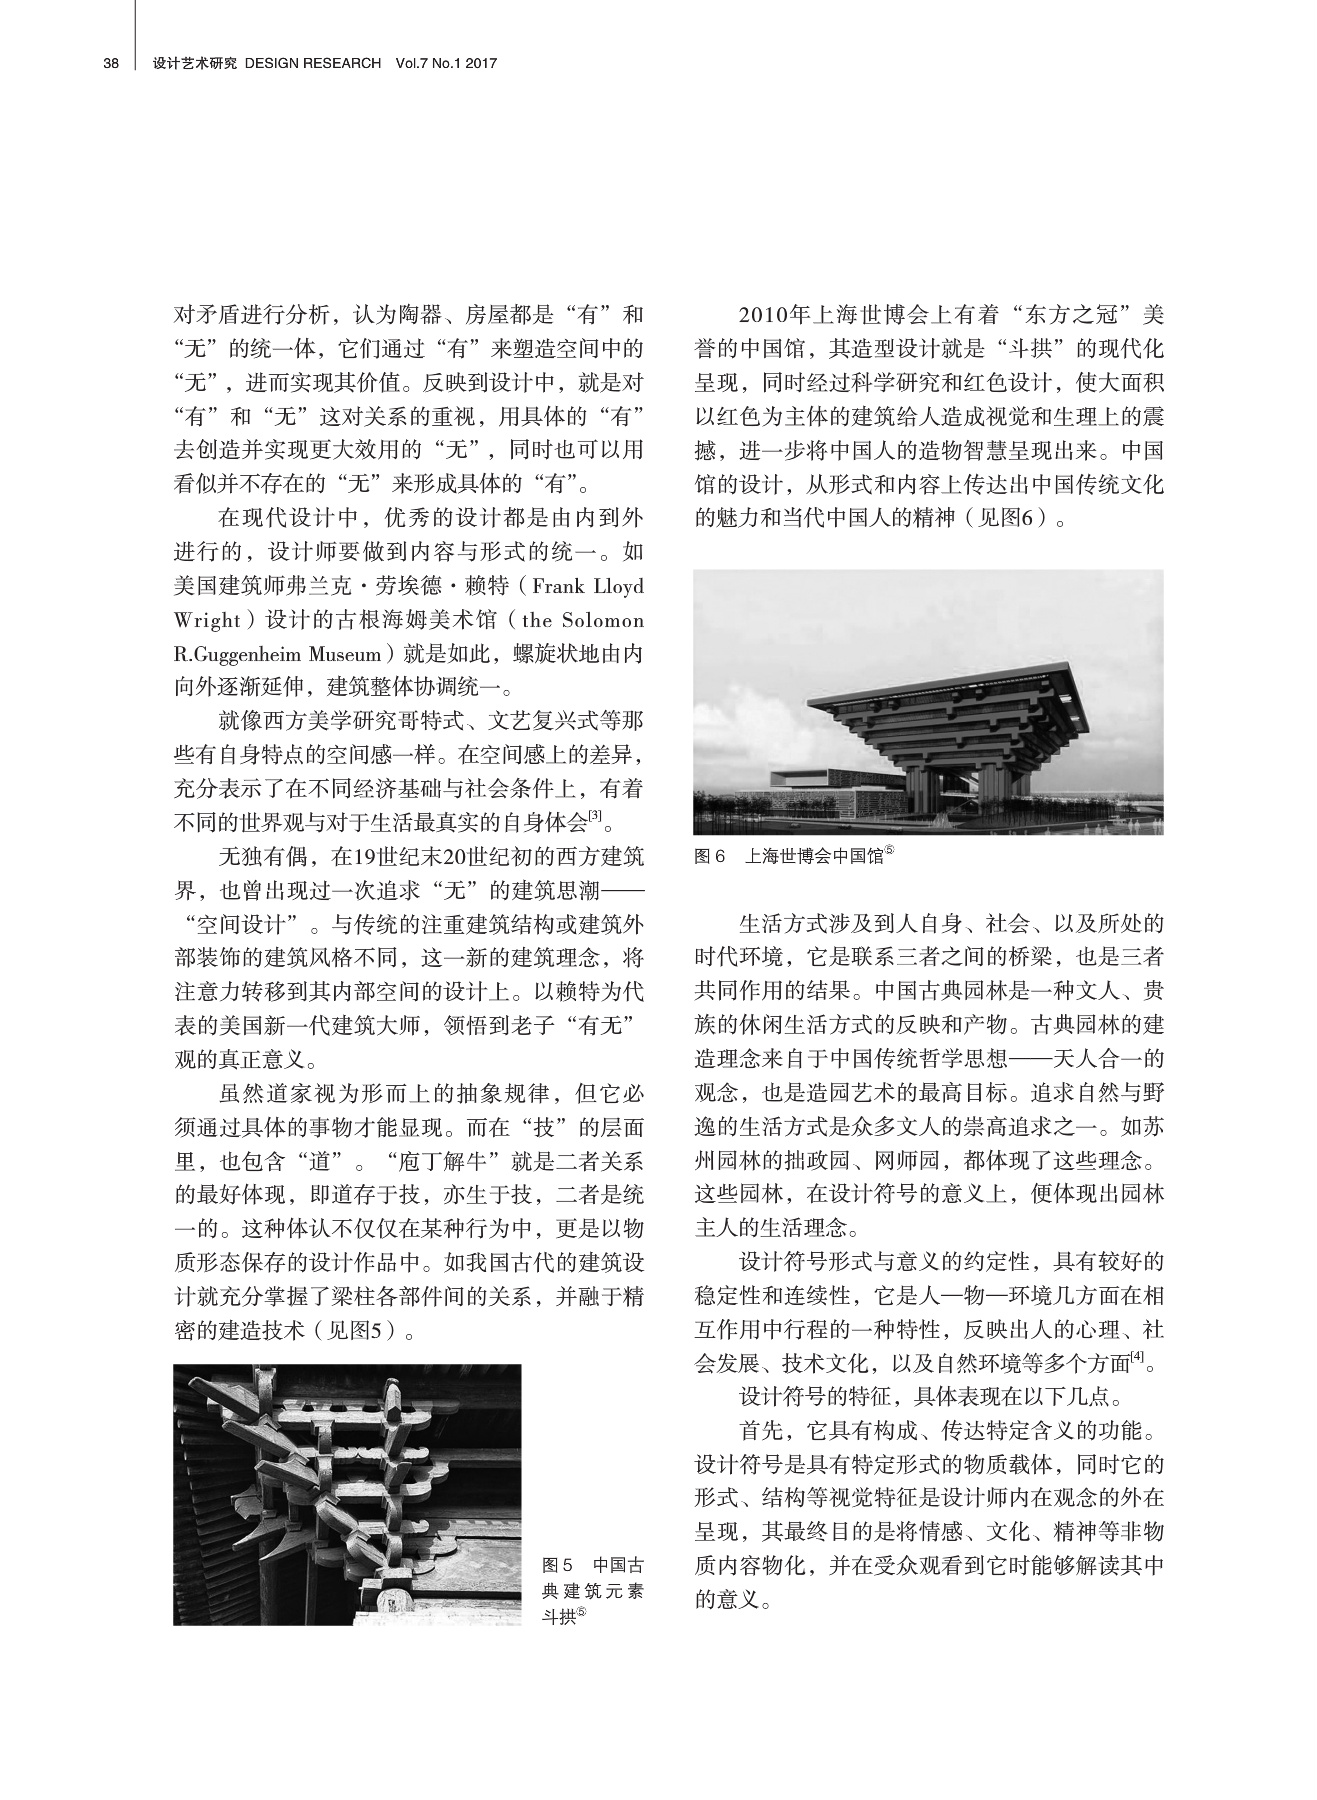 38 设计艺术研究 DESIGN RESEARCH Vol.7 No.1 2017
对矛盾进行分析，认为陶器、房屋都是“有”和
“无”的统一体，它们通过“有”来塑造空间中的
“无”，进而实现其价值。反映到设计中，就是对
“有”和“无”这对关系的重视，用具体的“有”
去创造并实现更大效用的“无”，同时也可以用
看似并不存在的“无”来形成具体的“有”。
在现代设计中，优秀的设计都是由内到外
进行的，设计师要做到内容与形式的统一。如
美国建筑师弗兰克·劳埃德·赖特（Frank Lloyd
Wright）设计的古根海姆美术馆（the Solomon
R.Guggenheim Museum）就是如此，螺旋状地由内
向外逐渐延伸，建筑整体协调统一。
就像西方美学研究哥特式、文艺复兴式等那
些有自身特点的空间感一样。在空间感上的差异，
充分表示了在不同经济基础与社会条件上，有着
不同的世界观与对于生活最真实的自身体会[3]。
无独有偶，在19世纪末20世纪初的西方建筑
界，也曾出现过一次追求“无”的建筑思潮——
“空间设计”。与传统的注重建筑结构或建筑外
部装饰的建筑风格不同，这一新的建筑理念，将
注意力转移到其内部空间的设计上。以赖特为代
表的美国新一代建筑大师，领悟到老子“有无”
观的真正意义。
虽然道家视为形而上的抽象规律，但它必
须通过具体的事物才能显现。而在“技”的层面
里，也包含“道”。“庖丁解牛”就是二者关系
的最好体现，即道存于技，亦生于技，二者是统
一的。这种体认不仅仅在某种行为中，更是以物
质形态保存的设计作品中。如我国古代的建筑设
计就充分掌握了梁柱各部件间的关系，并融于精
密的建造技术（见图5）。
图5 中国古
典建筑元素
斗拱⑤
2010年上海世博会上有着“东方之冠”美
誉的中国馆，其造型设计就是“斗拱”的现代化
呈现，同时经过科学研究和红色设计，使大面积
以红色为主体的建筑给人造成视觉和生理上的震
撼，进一步将中国人的造物智慧呈现出来。中国
馆的设计，从形式和内容上传达出中国传统文化
的魅力和当代中国人的精神（见图6）。
图6 上海世博会中国馆⑤
生活方式涉及到人自身、社会、以及所处的
时代环境，它是联系三者之间的桥梁，也是三者
共同作用的结果。中国古典园林是一种文人、贵
族的休闲生活方式的反映和产物。古典园林的建
造理念来自于中国传统哲学思想——天人合一的
观念，也是造园艺术的最高目标。追求自然与野
逸的生活方式是众多文人的崇高追求之一。如苏
州园林的拙政园、网师园，都体现了这些理念。
这些园林，在设计符号的意义上，便体现出园林
主人的生活理念。
设计符号形式与意义的约定性，具有较好的
稳定性和连续性，它是人—物—环境几方面在相
互作用中行程的一种特性，反映出人的心理、社
会发展、技术文化，以及自然环境等多个方面[4]。
设计符号的特征，具体表现在以下几点。
首先，它具有构成、传达特定含义的功能。
设计符号是具有特定形式的物质载体，同时它的
形式、结构等视觉特征是设计师内在观念的外在
呈现，其最终目的是将情感、文化、精神等非物
质内容物化，并在受众观看到它时能够解读其中
的意义。